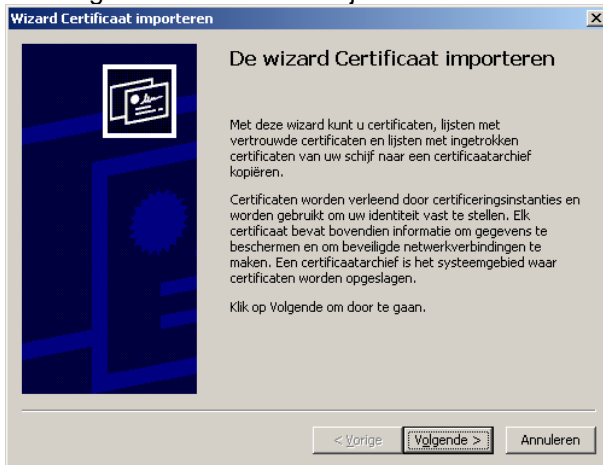 Wizard Certificaat importeren
De wizard Certificaat importeren
Met deze wizard kunt u certificaten, lijsten met
vertrouwde certificaten en lijsten met ingetrokken
certificaten van uw schijf naar een certificaatarchief
kopiëren.
Certificaten worden verleend door certificeringsinstanties en
worden gebruikt om uw identiteit vast te stellen. Elk
certificaat bevat bovendien informatie om gegevens te
beschermen en om beveiligde netwerkverbindingen te
maken. Een certificaatarchief is het systeemgebied waar
certificaten worden opgeslagen.
Klik op Volgende om door te gaan.
< Vorige Volgende > Annuleren